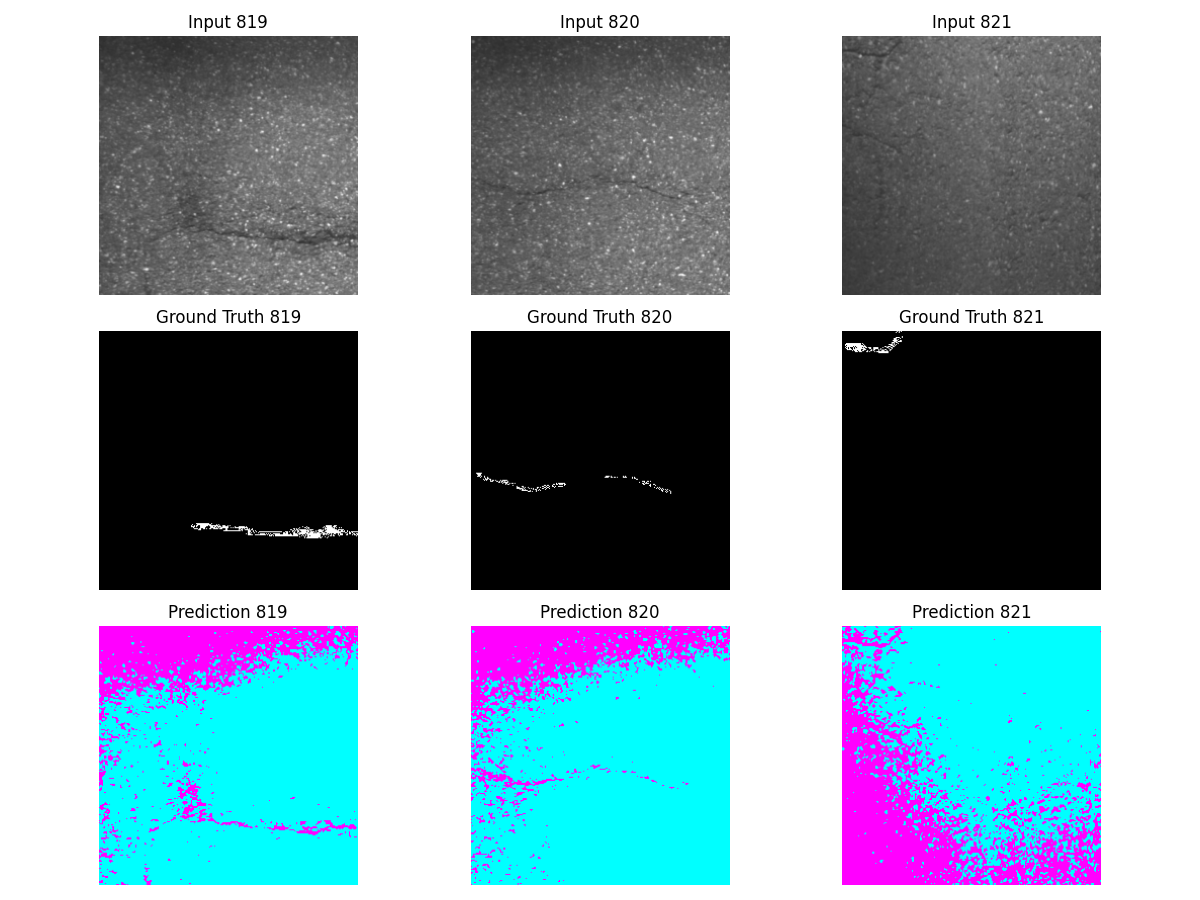 Input 819
Input 820
Input 821
Ground Truth 819
Ground Truth 820
Ground Truth 821
Prediction 819
Prediction 820
Prediction 821